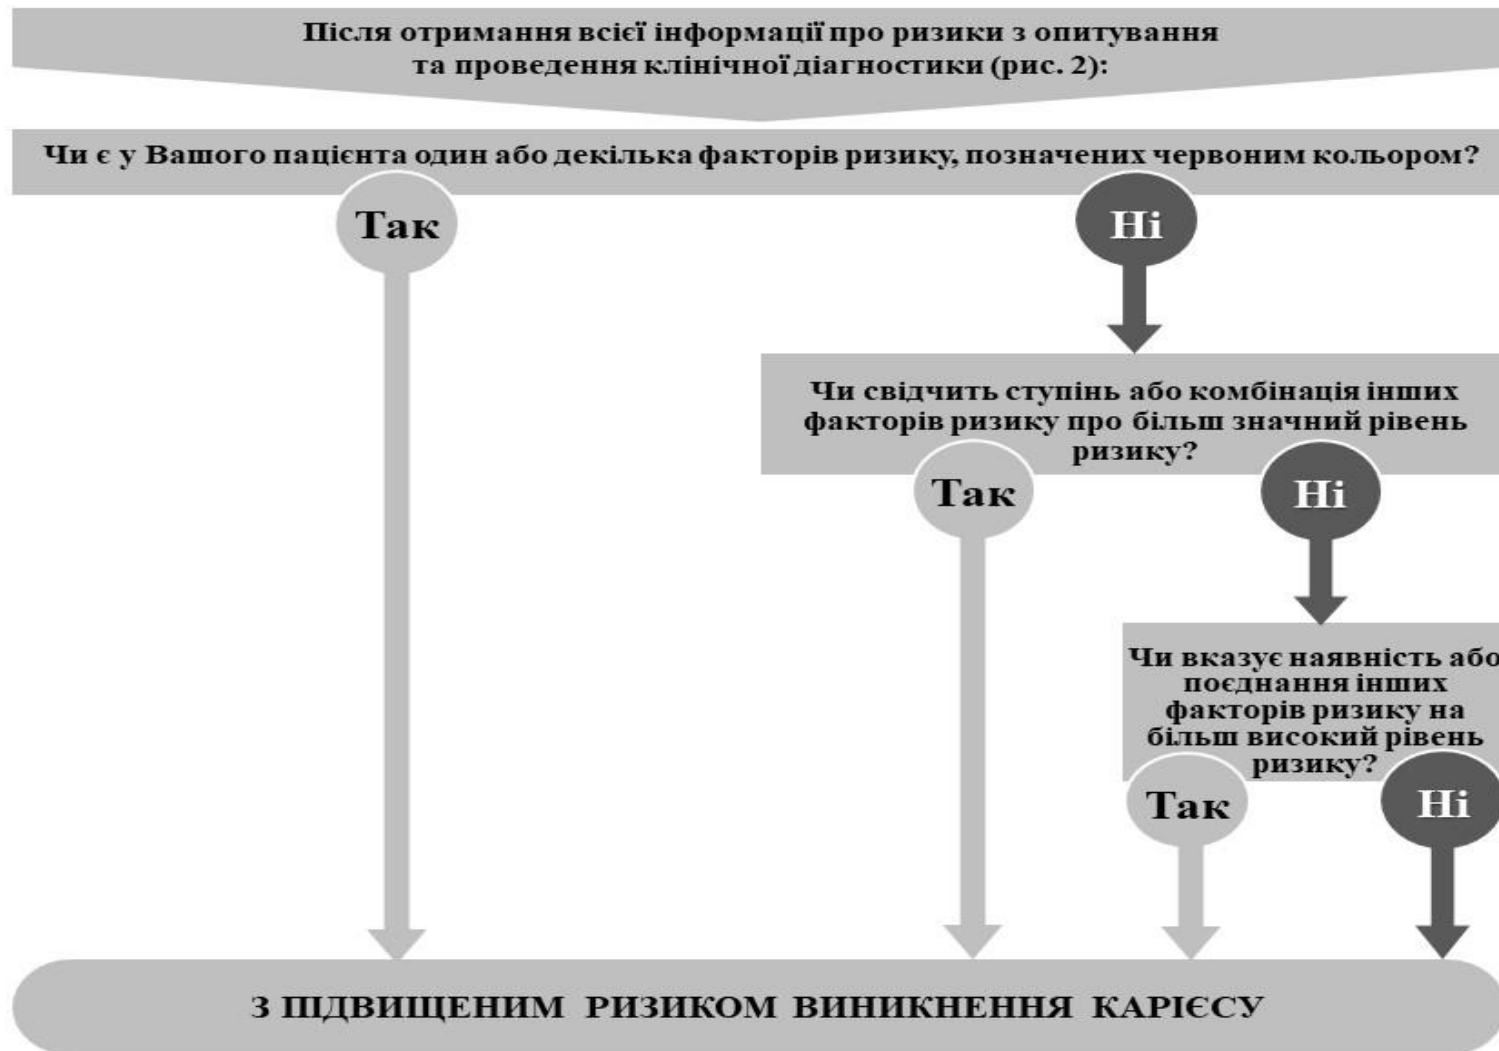 Після отримання всієї інформації про ризики з опитування
та проведення клінічної діагностики (рис. 2):
Чи є у Вашого пацієнта один або декілька факторів ризику, позначених червоним кольором?
Так
Ні
Чи свідчить ступінь або комбінація інших
факторів ризику про більш значний рівень
ризику?
Так
Ні
Чи вказує наявність або
поєднання інших
факторів ризику на
більш високий рівень
ризику?
Так
Ні
З ПІДВИЩЕНИМ РИЗИКОМ ВИНИКНЕННЯ КАРІЄСУ